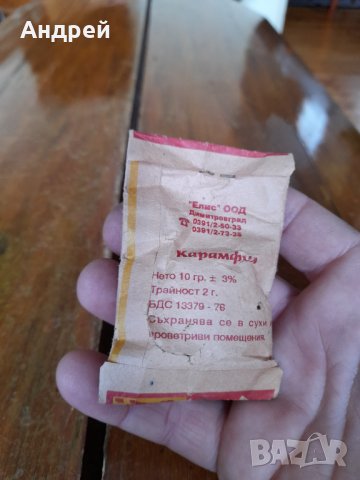 Андрей
"Елис" ООД
Димитровград
☎ 0391/2-50-33
0391/2-73-35
Карамфил
Нето 10 гр. ± 3%
Трайност 2 г.
БДС 13379 - 76
Съхранява се в сухи и
проветриви помещения.
BAZAR